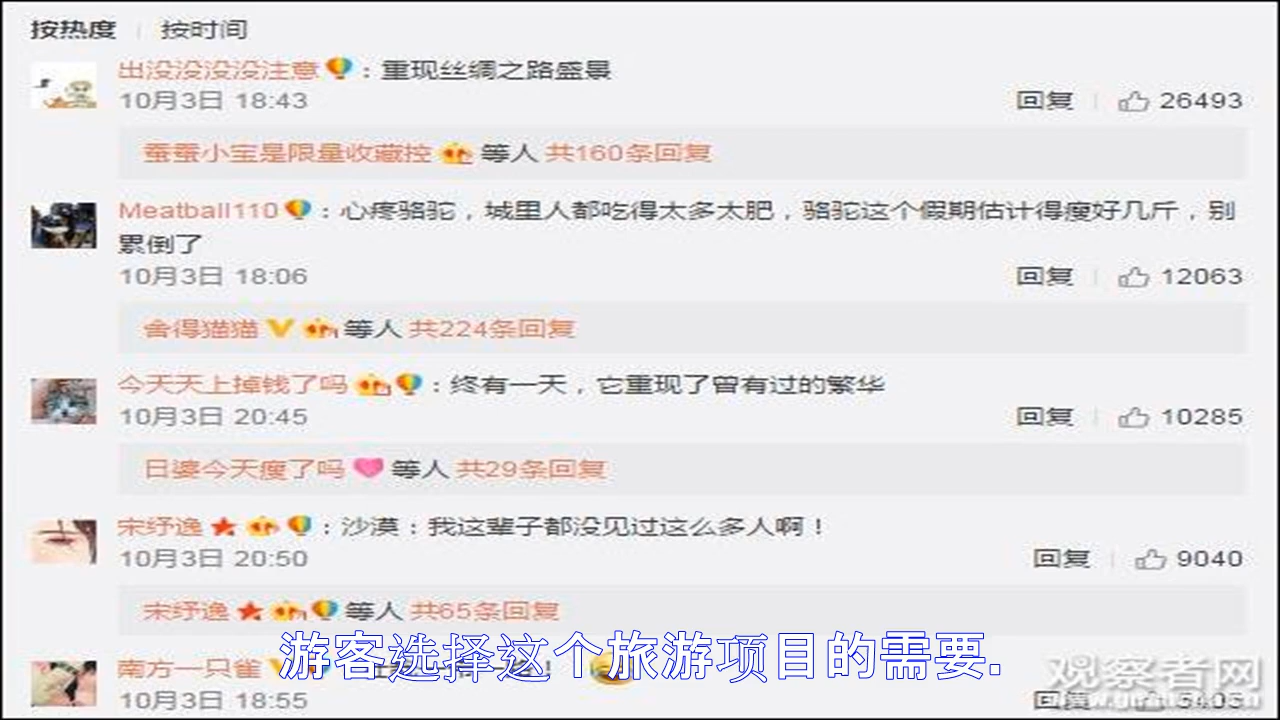 按热度 | 按时间
出没没没没注意：重现丝绸之路盛景
10月3日 18:43 回复 26493
蚕蚕小宝是限量收藏控 等人 共160条回复
Meatball110：心疼骆驼，城里人都吃得太多太肥，骆驼这个假期估计得瘦好几斤，别
累倒了
10月3日 18:06 回复 12063
舍得猫猫 等人 共224条回复
今天天上掉钱了吗：终有一天，它重现了曾有过的繁华
10月3日 20:45 回复 10285
日婆今天瘦了吗 等人 共29条回复
宋纾逸：沙漠：我这辈子都没见过这么多人啊！
10月3日 20:50 回复 9040
宋纾逸 等人 共65条回复
游客选择这个旅游项目的需要.
南方一只雀
10月3日 18:55 回复
观察者网